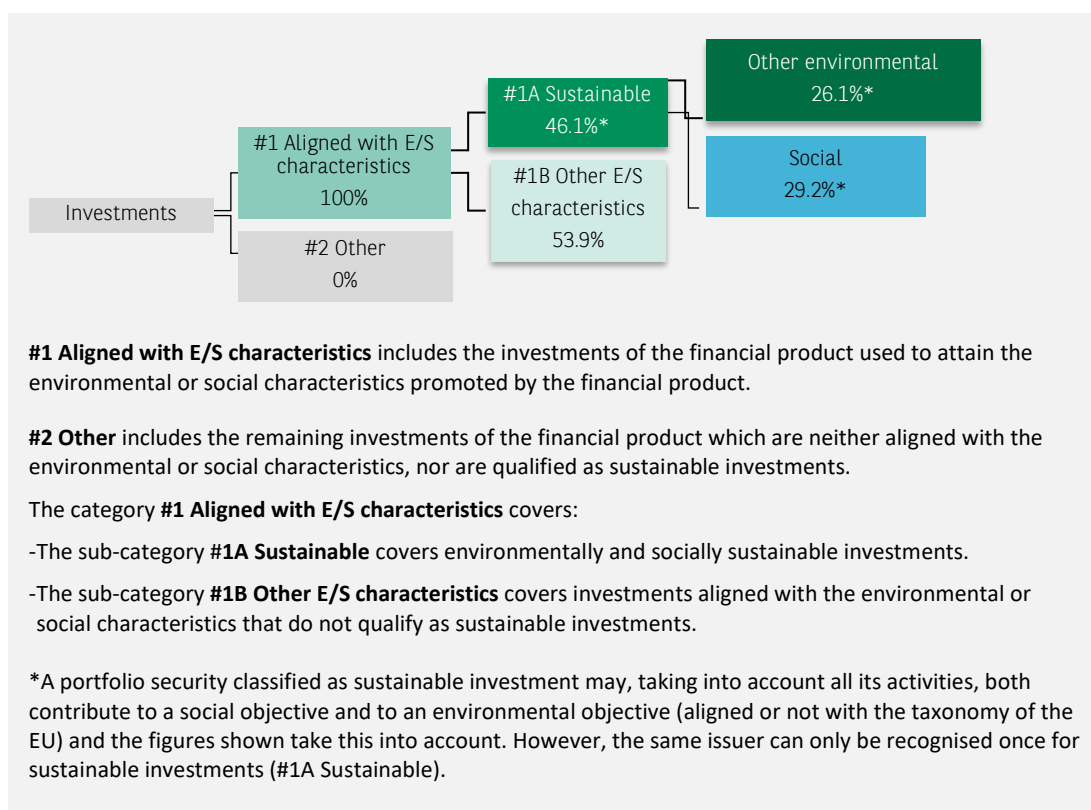 Investments
#1 Aligned with E/S
characteristics
100%
#2 Other
0%
#1A Sustainable
46.1%*
#1B Other E/S
characteristics
53.9%
Other environmental
26.1%*
Social
29.2%*
#1 Aligned with E/S characteristics includes the investments of the financial product used to attain the
environmental or social characteristics promoted by the financial product.
#2 Other includes the remaining investments of the financial product which are neither aligned with the
environmental or social characteristics, nor are qualified as sustainable investments.
The category #1 Aligned with E/S characteristics covers:
-The sub-category #1A Sustainable covers environmentally and socially sustainable investments.
-The sub-category #1B Other E/S characteristics covers investments aligned with the environmental or
social characteristics that do not qualify as sustainable investments.
*A portfolio security classified as sustainable investment may, taking into account all its activities, both
contribute to a social objective and to an environmental objective (aligned or not with the taxonomy of the
EU) and the figures shown take this into account. However, the same issuer can only be recognised once for
sustainable investments (#1A Sustainable).